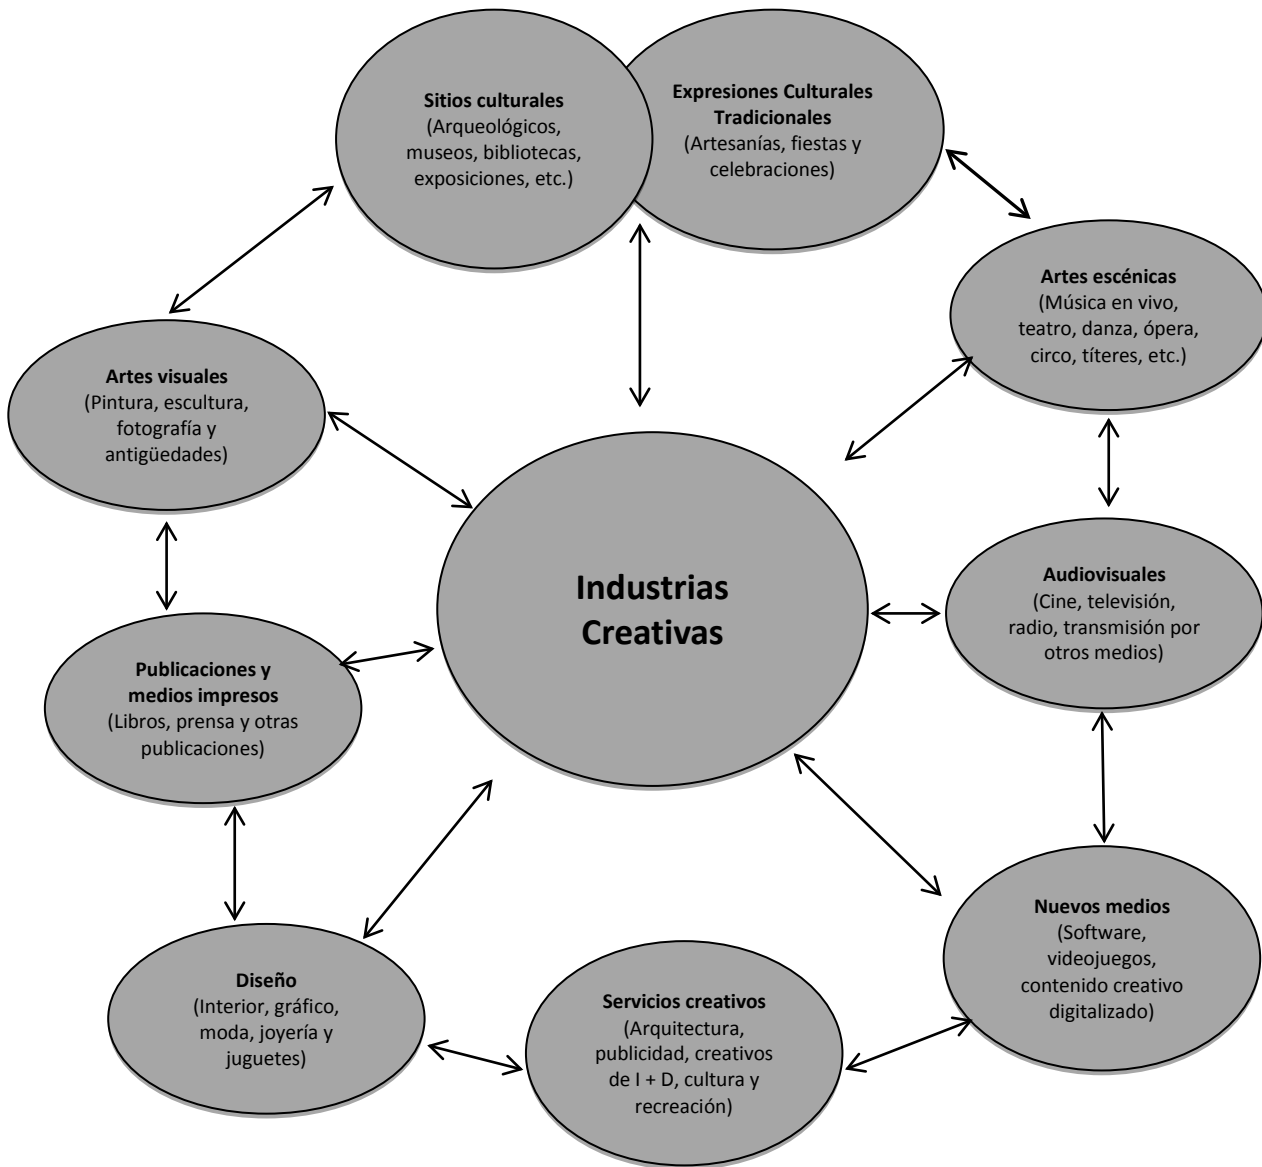 Sitios culturales
(Arqueológicos,
museos, bibliotecas,
exposiciones, etc.)
Expresiones Culturales
Tradicionales
(Artesanías, fiestas y
celebraciones)
Artes escénicas
(Música en vivo,
teatro, danza, ópera,
circo, títeres, etc.)
Artes visuales
(Pintura, escultura,
fotografía y
antigüedades)
Industrias
Creativas
Audiovisuales
(Cine, televisión,
radio, transmisión por
otros medios)
Publicaciones y
medios impresos
(Libros, prensa y otras
publicaciones)
Nuevos medios
(Software,
videojuegos,
contenido creativo
digitalizado)
Diseño
(Interior, gráfico,
moda, joyería y
juguetes)
Servicios creativos
(Arquitectura,
publicidad, creativos
de I + D, cultura y
recreación)